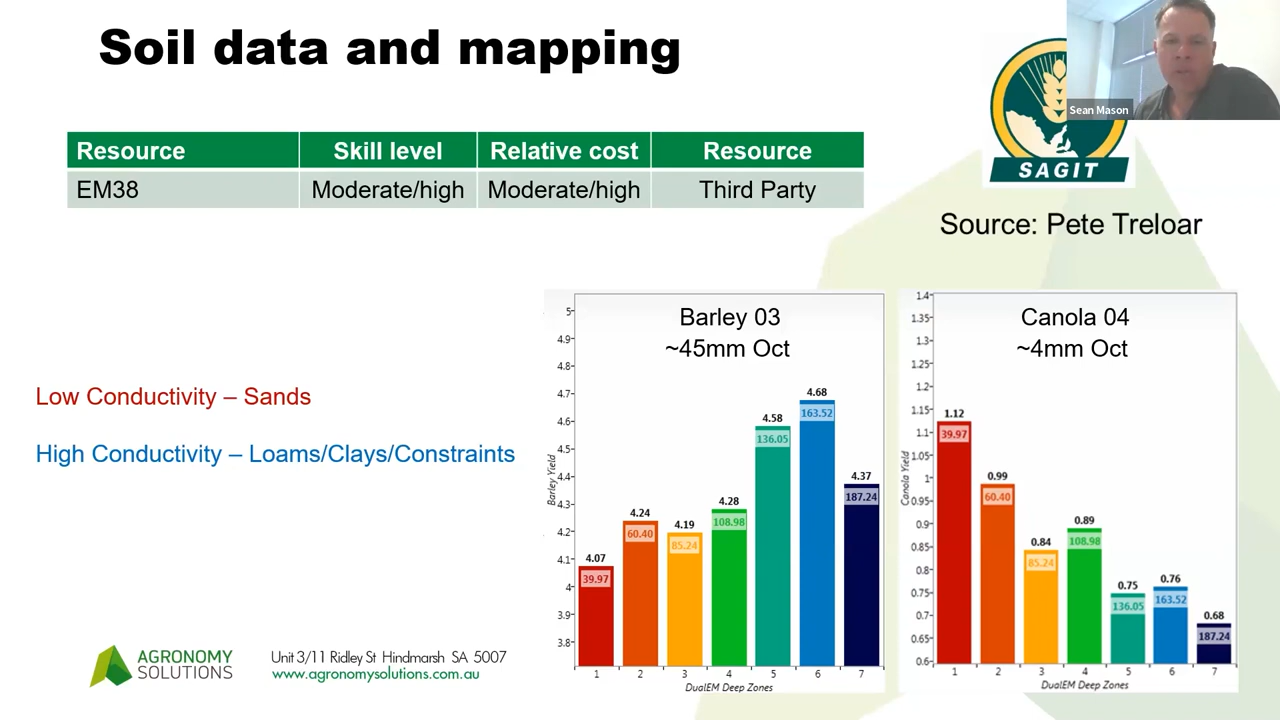 Soil data and mapping
Sean Mason
SAGIT
Resource Skill level Relative cost Resource
EM38 Moderate/high Moderate/high Third Party
Source: Pete Treloar
Low Conductivity – Sands
High Conductivity – Loams/Clays/Constraints
Barley 03
~45mm Oct
5
4.9
4.8
4.7
4.6
4.5
4.4
4.3
4.2
4.1
4
3.9
3.8
Barley Yield
4.07
39.97
4.24
60.40
4.19
85.24
4.28
108.98
4.58
136.05
4.68
163.52
4.37
187.24
1 2 3 4 5 6 7
DualEM Deep Zones
Canola 04
~4mm Oct
1.4
1.35
1.3
1.25
1.2
1.15
1.1
1.05
1
0.95
0.9
0.85
0.8
0.75
0.7
0.65
0.6
Canola Yield
1.12
39.97
0.99
60.40
0.84
85.24
0.89
108.98
0.75
136.05
0.76
163.52
0.68
187.24
1 2 3 4 5 6 7
DualEM Deep Zones
AGRONOMY
SOLUTIONS
Unit 3/11 Ridley St Hindmarsh SA 5007
www.agronomysolutions.com.au